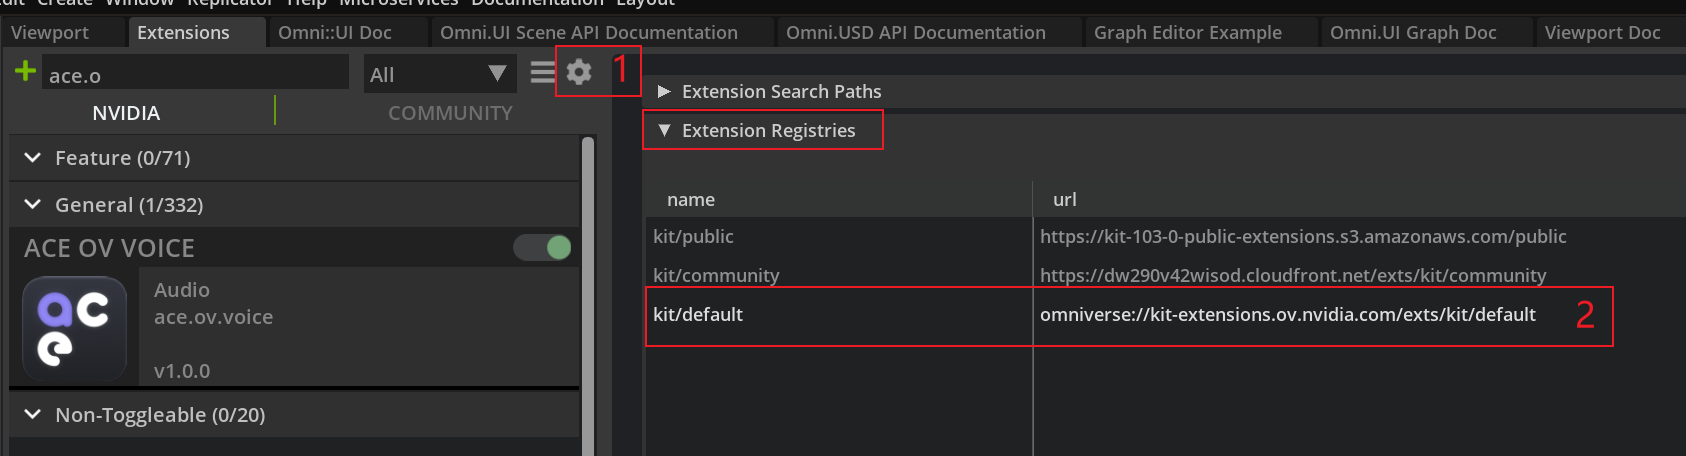 Edit Create Window Replicator Help Microservices Documentation Layout
Viewport Extensions Omni::UI Doc Omni.UI Scene API Documentation Omni.USD API Documentation Graph Editor Example Omni.UI Graph Doc Viewport Doc
ace.o All 1
NVIDIA COMMUNITY
Feature (0/71)
General (1/332)
ACE OV VOICE
ace
Audio
ace.ov.voice
v1.0.0
Non-Toggleable (0/20)
Extension Search Paths
Extension Registries
name url
kit/public https://kit-103-0-public-extensions.s3.amazonaws.com/public
kit/community https://dw290v42wisod.cloudfront.net/exts/kit/community
kit/default omniverse://kit-extensions.ov.nvidia.com/exts/kit/default 2